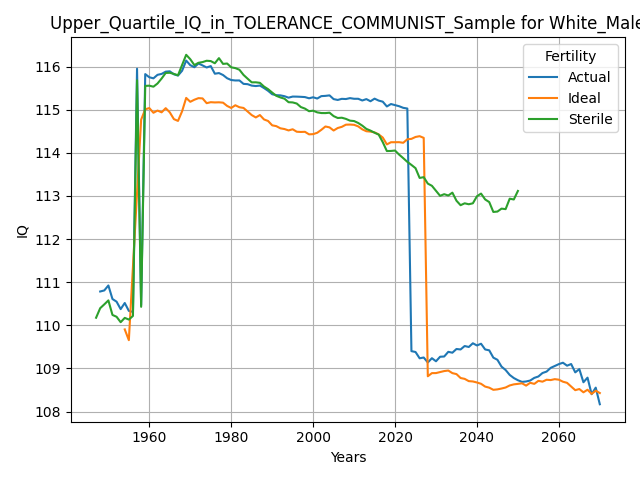 Upper_Quartile_IQ_in_TOLERANCE_COMMUNIST_Sample for White_Male
Fertility
Actual
Ideal
Sterile
IQ
116
115
114
113
112
111
110
109
108
1960 1980 2000 2020 2040 2060
Years